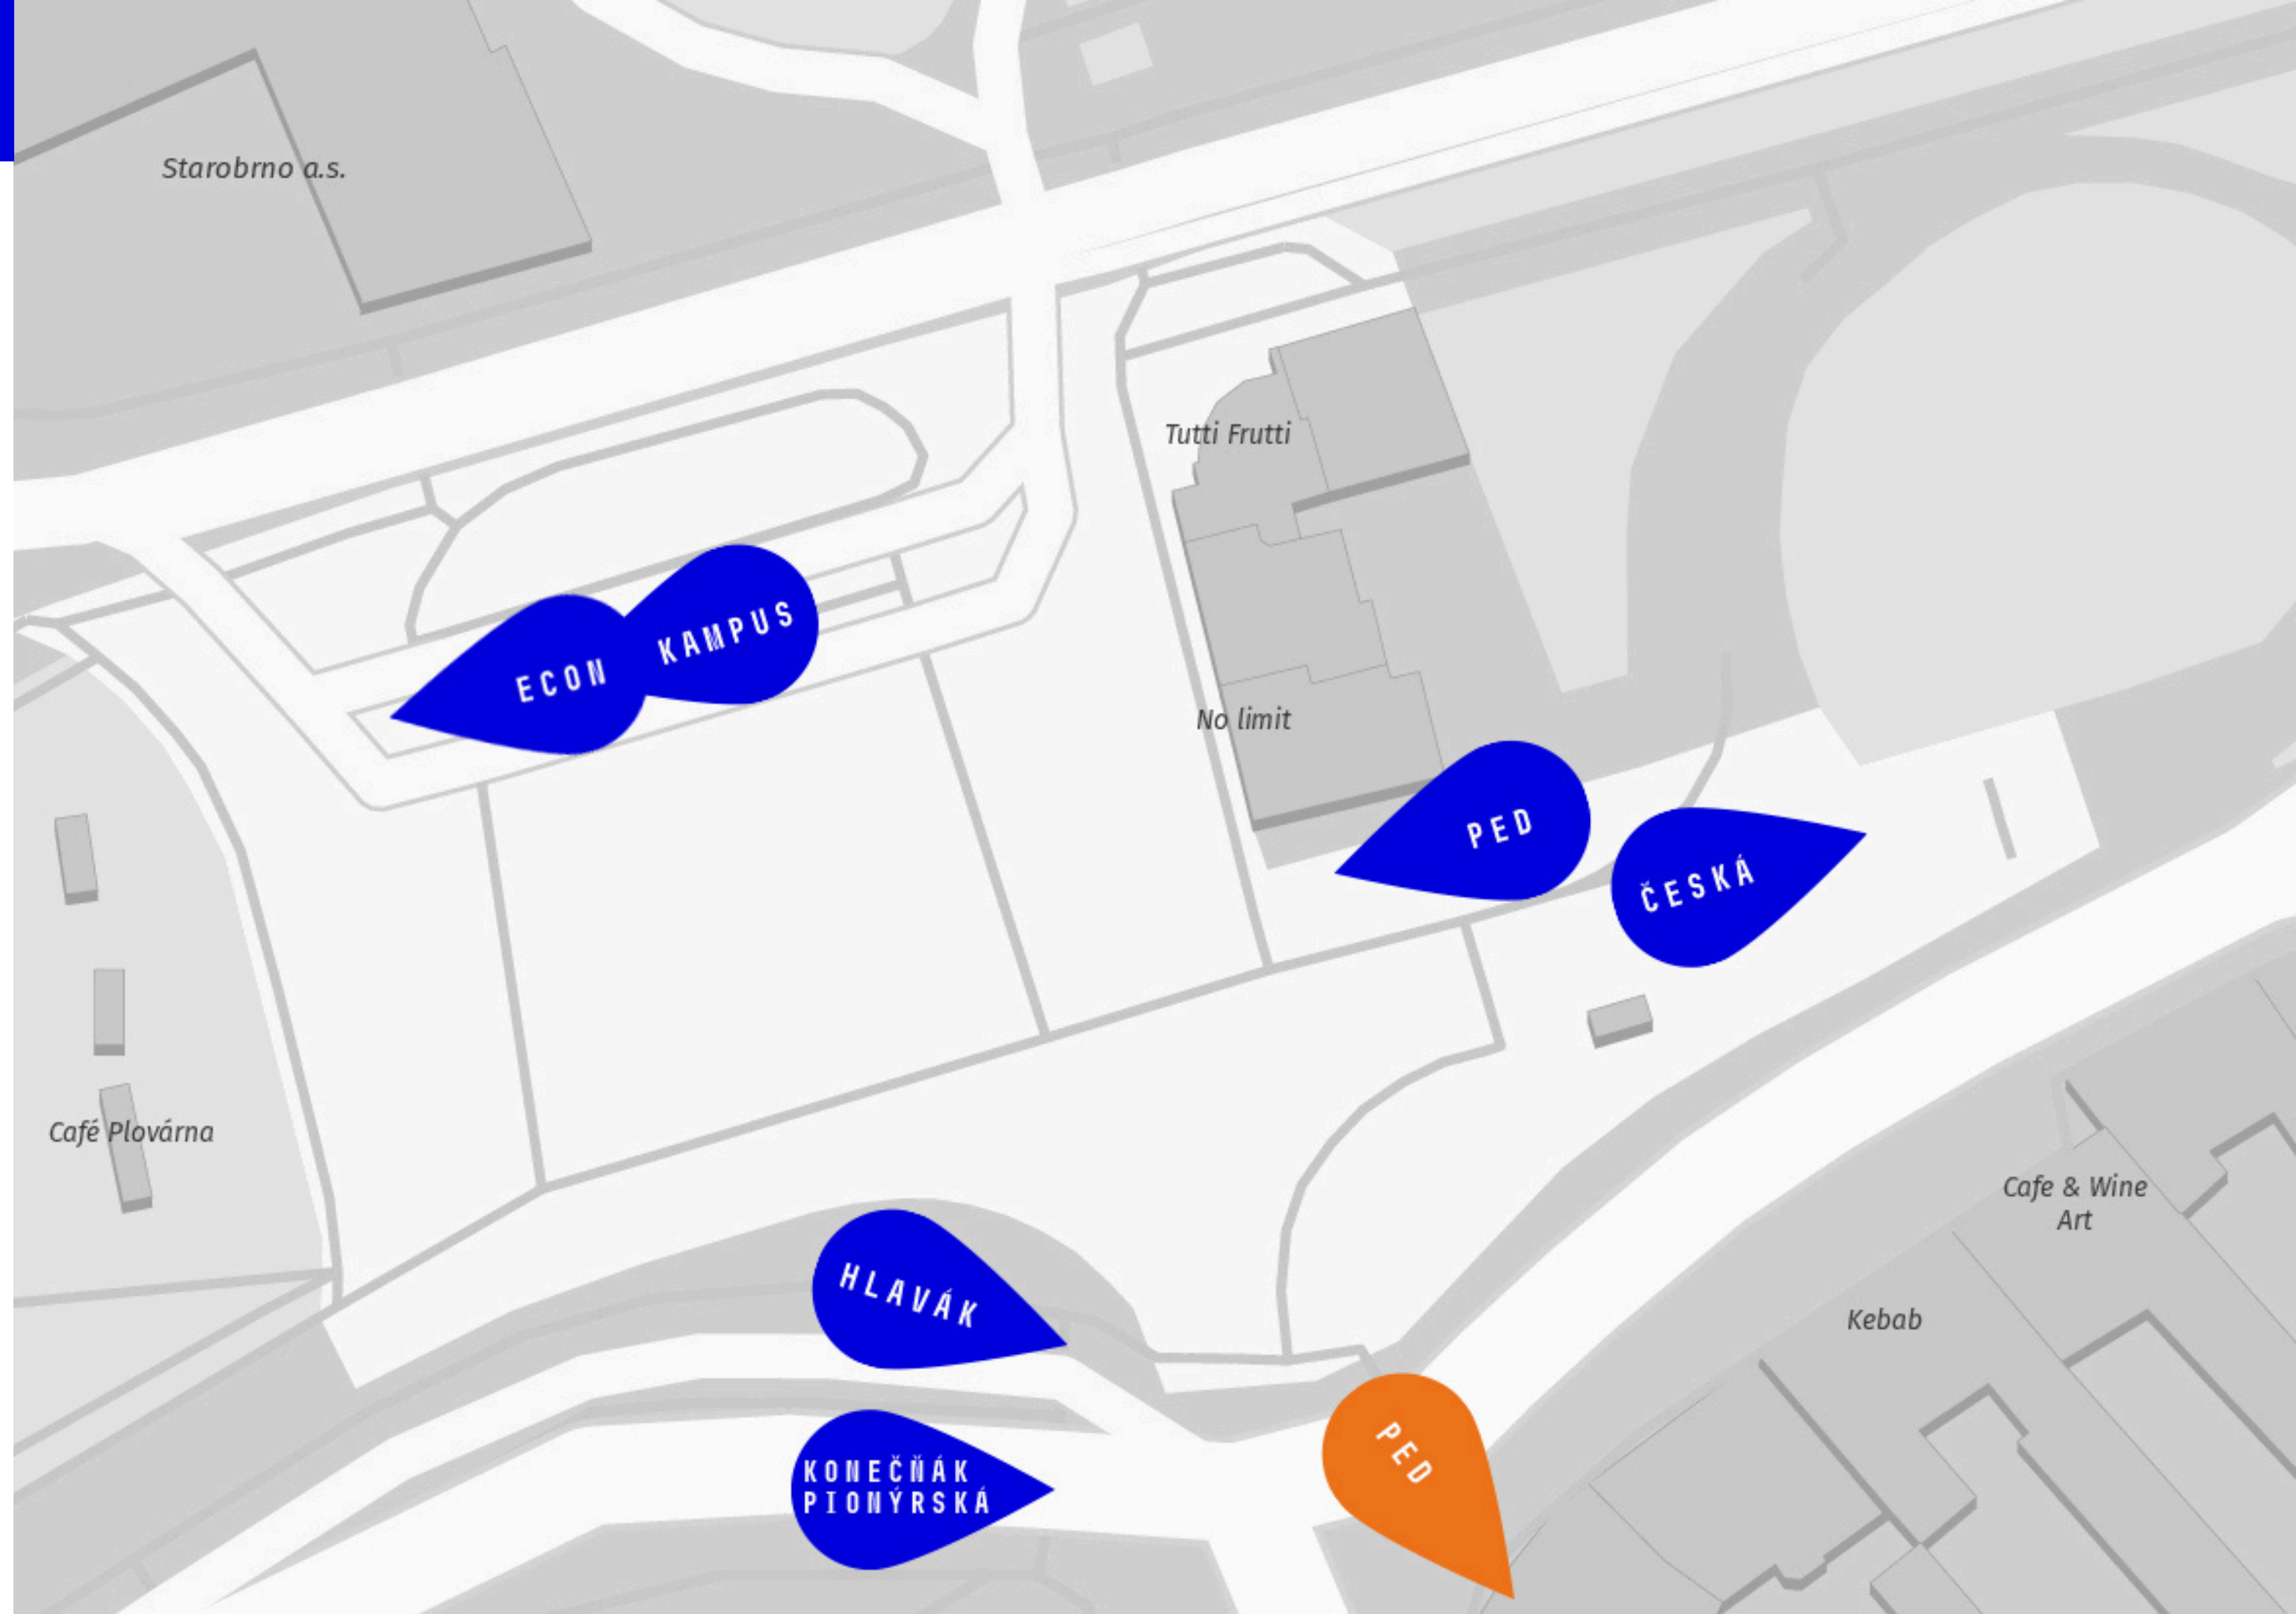 Starobrno a.s.
Tutti Frutti
KAMPUS
ECON
No limit
PED
ČESKÁ
Café Plovárna
Cafe & Wine
Art
HLAVÁK
Kebab
PED
KONEČŇÁK
PIONÝRSKÁ